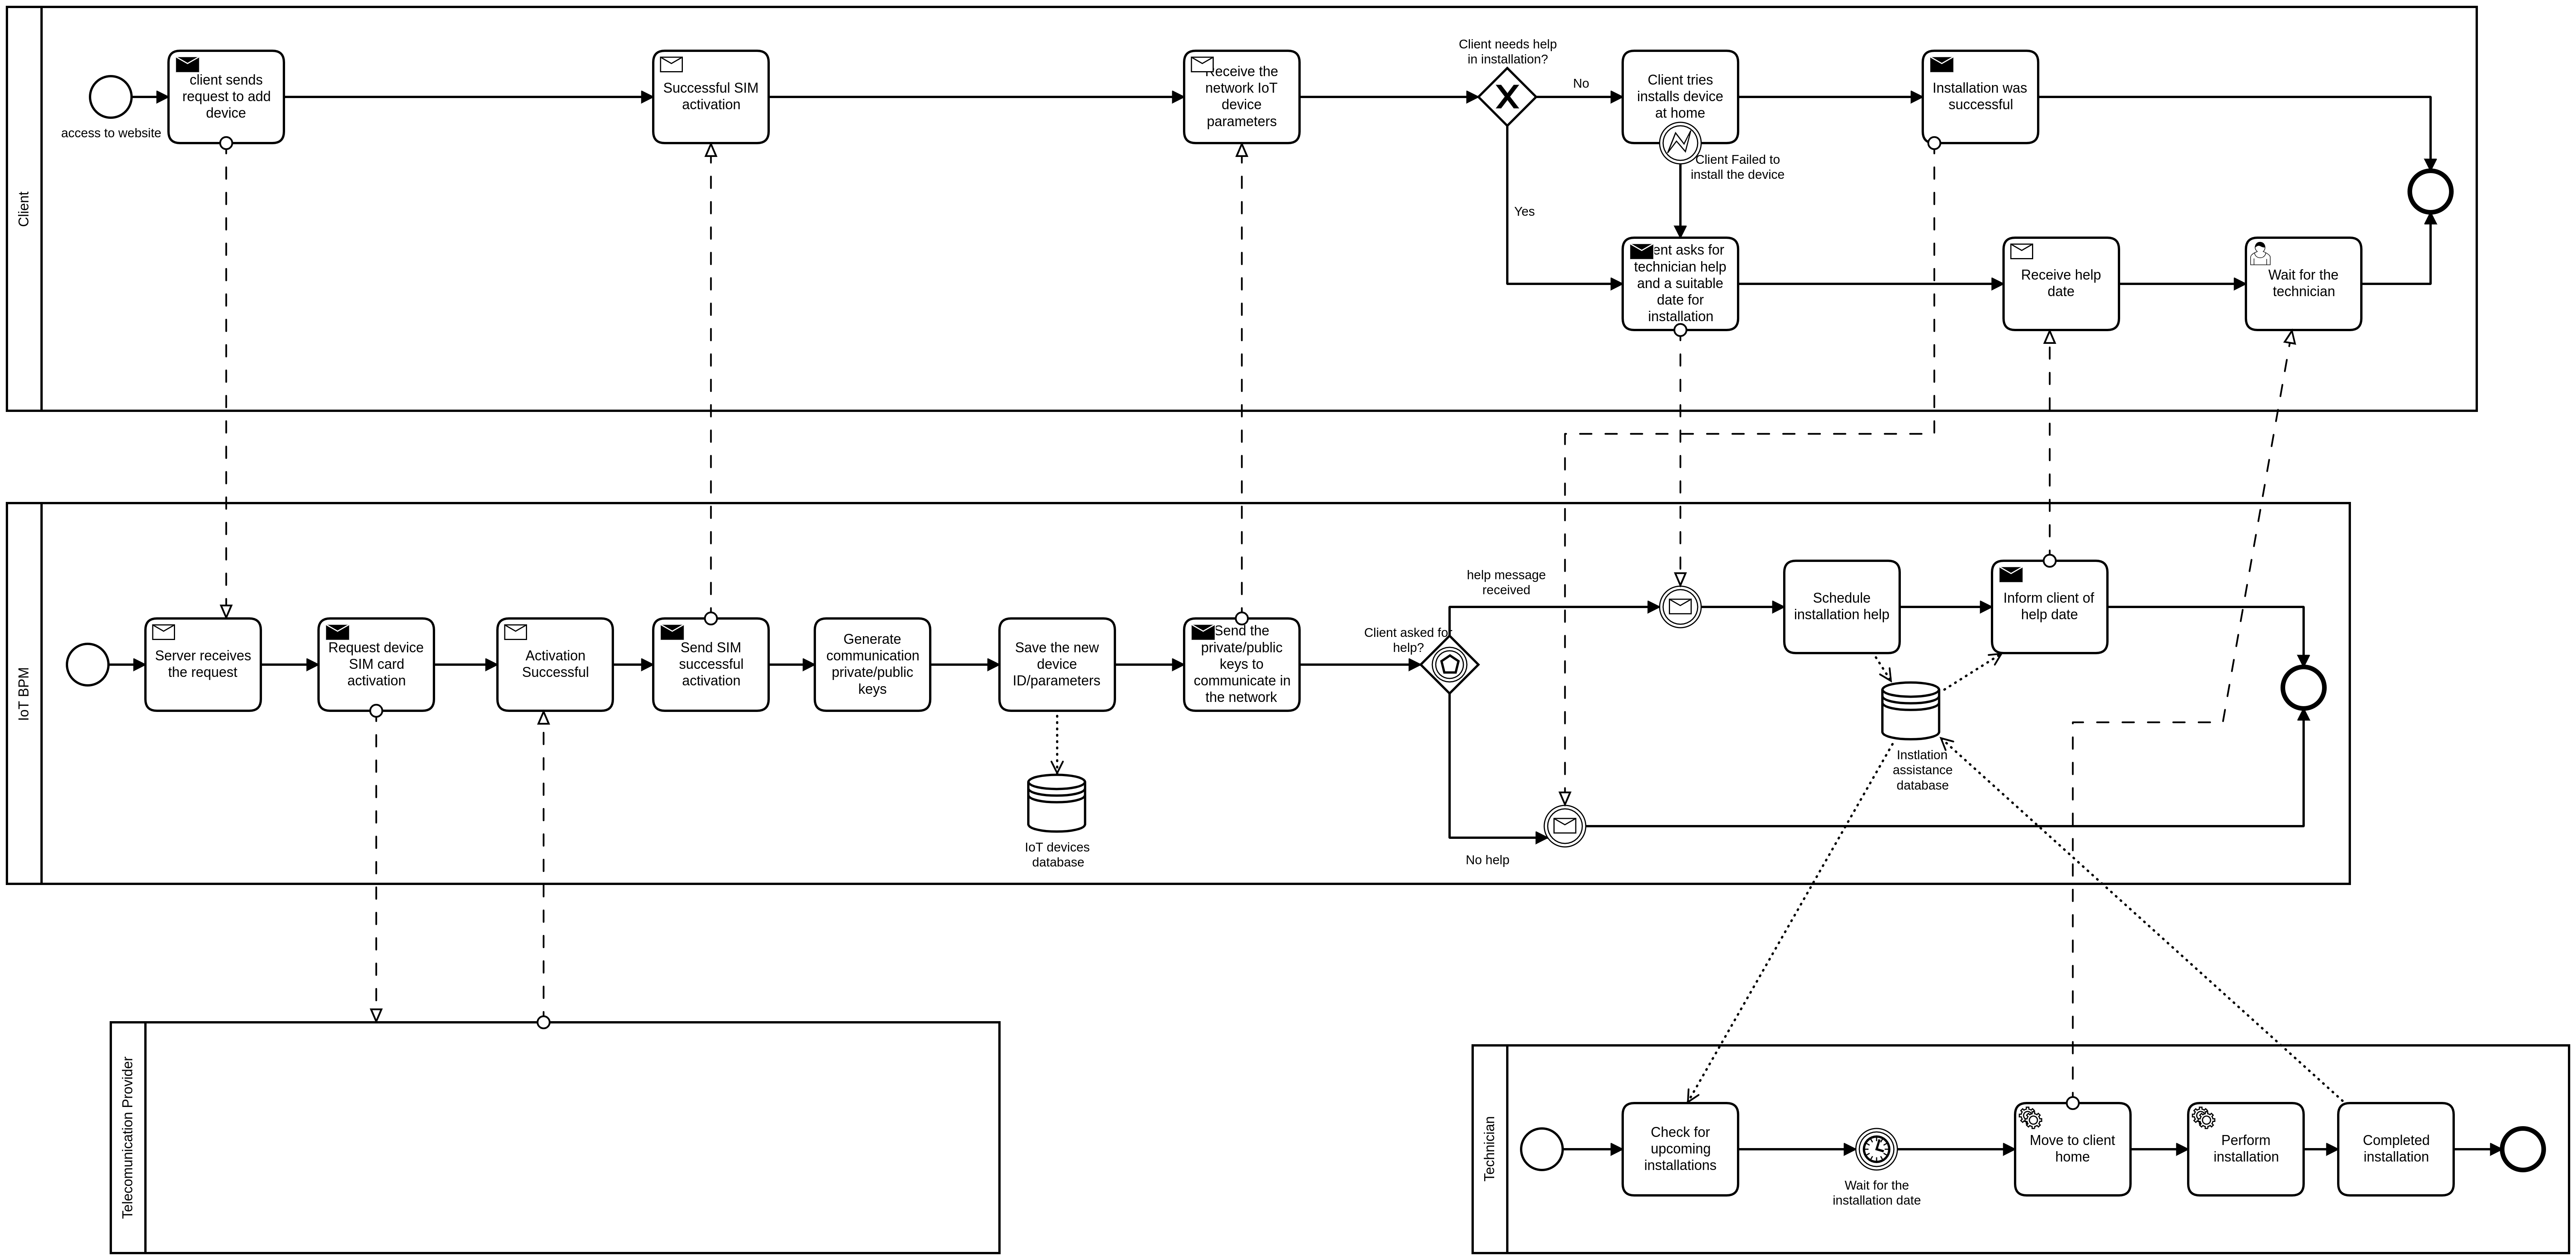 Client
access to website
client sends
request to add
device
Successful SIM
activation
Receive the
network IoT
device
parameters
Client needs help
in installation?
No
Yes
Client tries
installs device
at home
Client Failed to
install the device
Installation was
successful
ent asks for
technician help
and a suitable
date for
installation
Receive help
date
Wait for the
technician
IoT BPM
Server receives
the request
Request device
SIM card
activation
Activation
Successful
Send SIM
successful
activation
Generate
communication
private/public
keys
Save the new
device
ID/parameters
IoT devices
database
Send the
private/public
keys to
communicate in
the network
Client asked for
help?
help message
received
No help
Schedule
installation help
Inform client of
help date
Instlation
assistance
database
Telecomunication Provider
Technician
Check for
upcoming
installations
Wait for the
installation date
Move to client
home
Perform
installation
Completed
installation